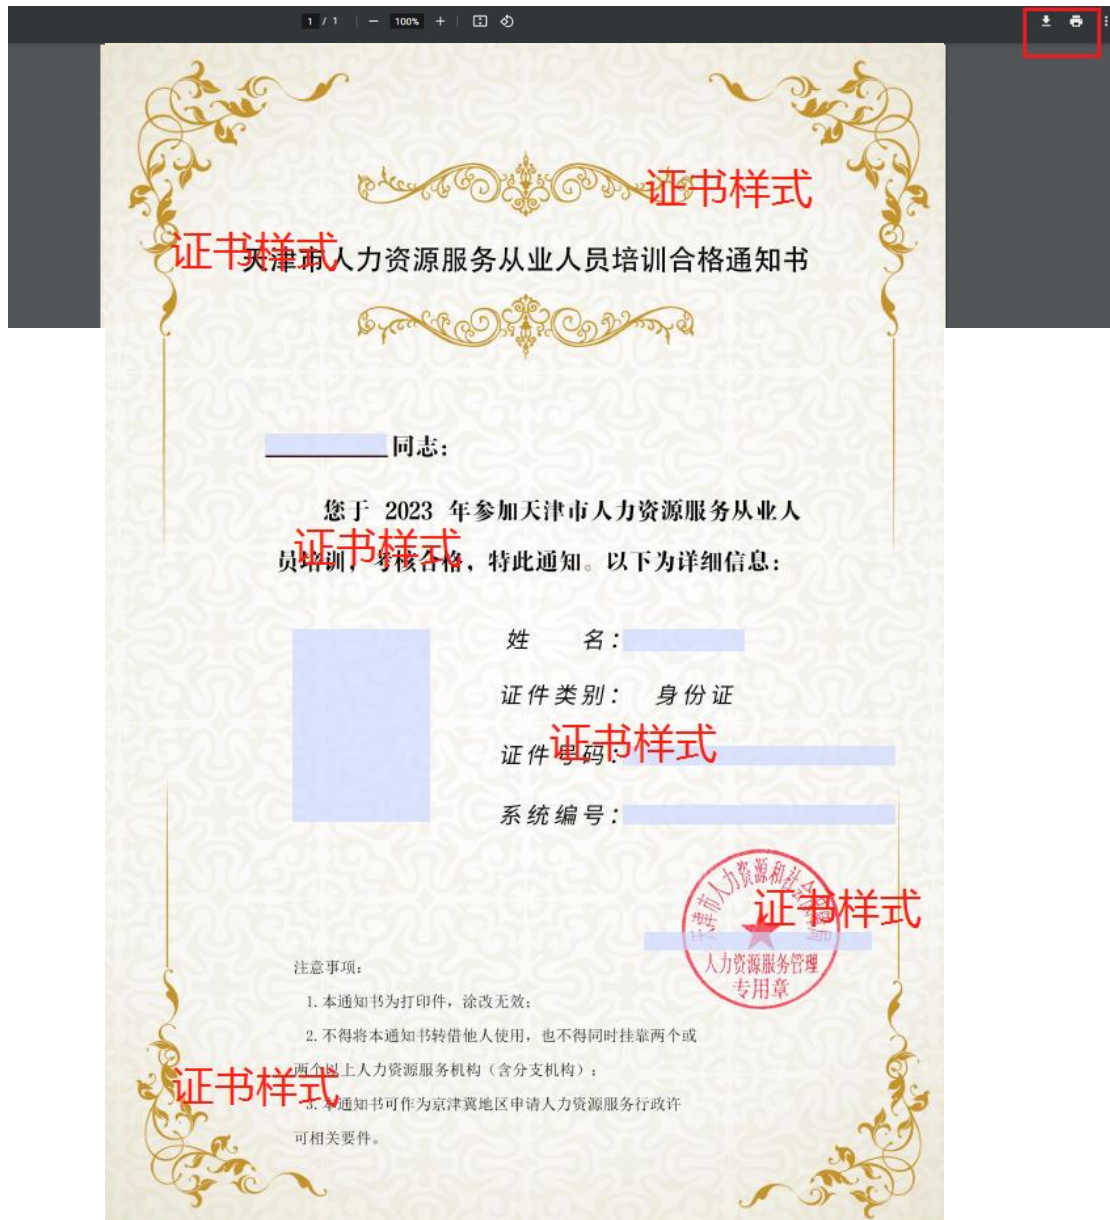 1 / 1 — 100% +
证书样式
天津市人力资源服务从业人员培训合格通知书
证书样式
同志：
您于 2023 年参加天津市人力资源服务从业人
员培训，考核合格，特此通知。以下为详细信息：
证书样式
姓 名：
证件类别： 身份证
证件号码：
证书样式
系统编号：
天津市人力资源和社会保障局
证书样式
人力资源服务管理
专用章
注意事项：
1. 本通知书为打印件，涂改无效；
2. 不得将本通知书转借他人使用，也不得同时挂靠两个或
两个以上人力资源服务机构（含分支机构）；
证书样式
3. 本通知书可作为京津冀地区申请人力资源服务行政许
可相关要件。